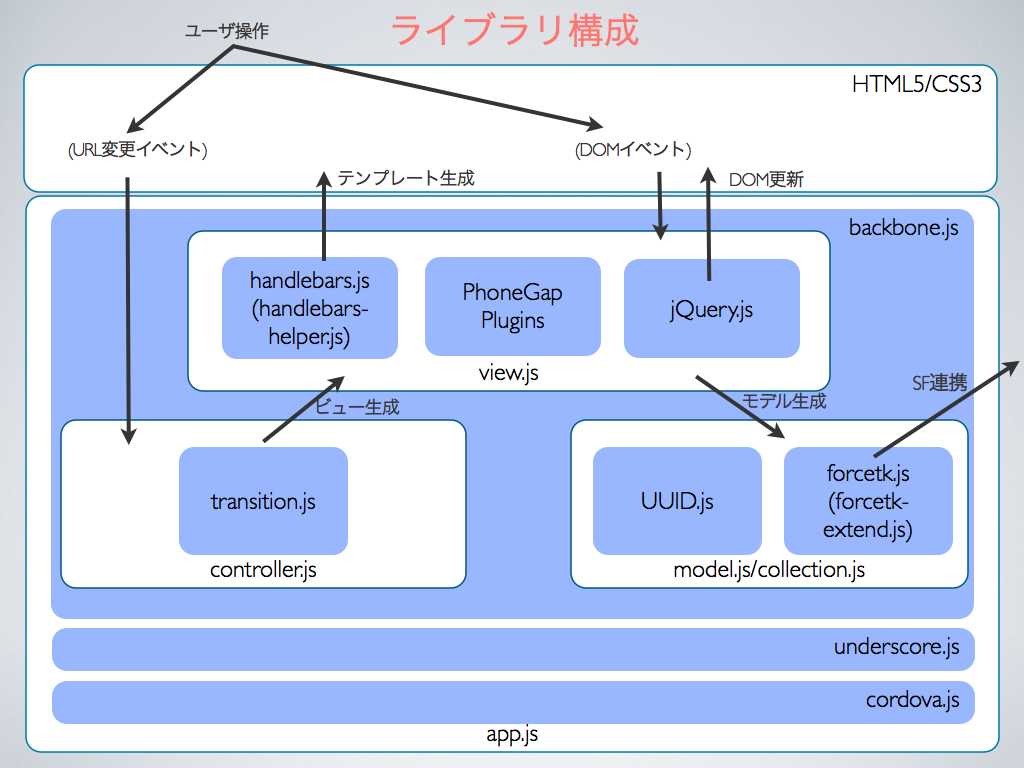 ライブラリ構成
ユーザ操作
HTML5/CSS3
(URL変更イベント)
(DOMイベント)
テンプレート生成
DOM更新
backbone.js
handlebars.js
(handlebars-
helper.js)
PhoneGap
Plugins
jQuery.js
view.js
SF連携
ビュー生成
モデル生成
transition.js
controller.js
UUID.js
forcetk.js
(forcetk-
extend.js)
model.js/collection.js
underscore.js
cordova.js
app.js